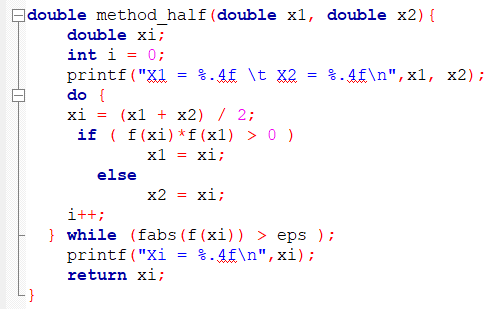 double method_half(double x1, double x2){
double xi;
int i = 0;
printf("X1 = %.4f \t X2 = %.4f\n",x1, x2);
do {
xi = (x1 + x2) / 2;
if ( f(xi)*f(x1) > 0 )
x1 = xi;
else
x2 = xi;
i++;
} while (fabs(f(xi)) > eps );
printf("Xi = %.4f\n",xi);
return xi;
}